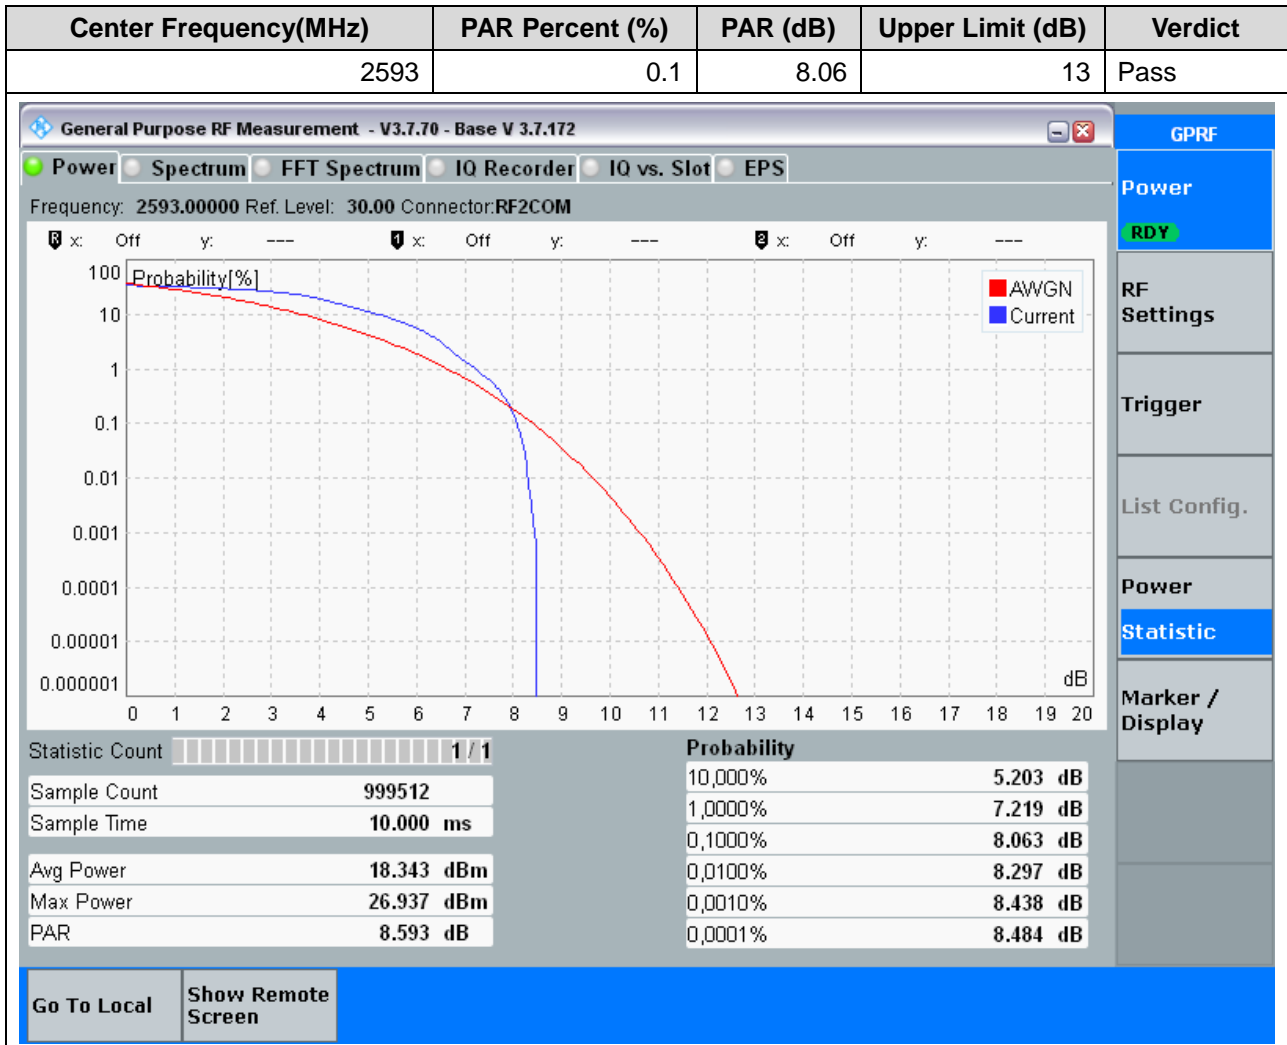 Center Frequency(MHz) PAR Percent (%) PAR (dB) Upper Limit (dB) Verdict
2593 0.1 8.06 13 Pass
General Purpose RF Measurement - V3.7.70 - Base V 3.7.172
GPRF
Power Spectrum FFT Spectrum IQ Recorder IQ vs. Slot EPS
Frequency: 2593.00000 Ref. Level: 30.00 Connector:RF2COM
R x: Off y: --- 1 x: Off y: --- 2 x: Off y: ---
Probability[%]
AWGN
Current
100
10
1
0.1
0.01
0.001
0.0001
0.00001
0.000001
dB
0 1 2 3 4 5 6 7 8 9 10 11 12 13 14 15 16 17 18 19 20
Statistic Count 1 / 1
Sample Count 999512
Sample Time 10.000 ms
Avg Power 18.343 dBm
Max Power 26.937 dBm
PAR 8.593 dB
Probability
10,000% 5.203 dB
1,0000% 7.219 dB
0,1000% 8.063 dB
0,0100% 8.297 dB
0,0010% 8.438 dB
0,0001% 8.484 dB
Power
RDY
RF
Settings
Trigger
List Config.
Power
Statistic
Marker /
Display
Go To Local
Show Remote
Screen